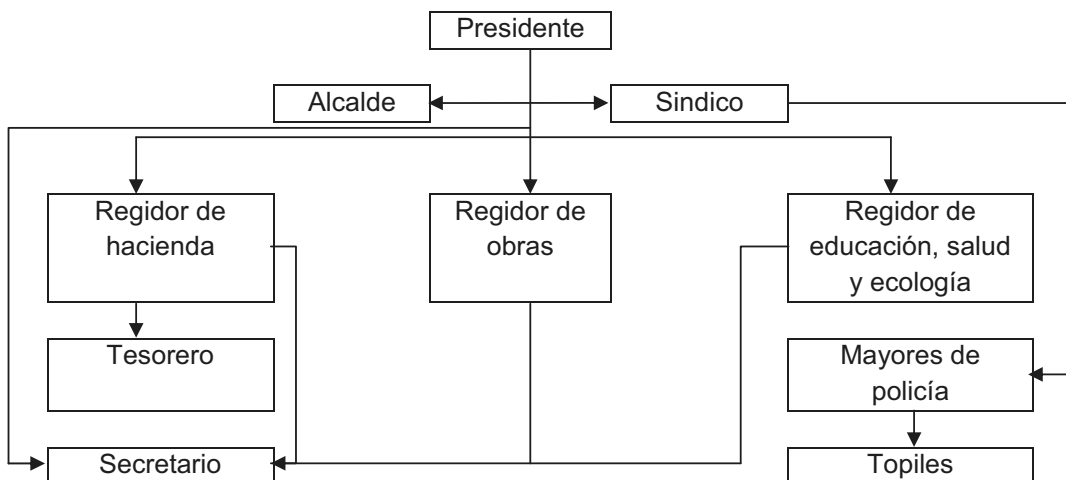 Presidente
Alcalde
Sindico
Regidor de
hacienda
Regidor de
obras
Regidor de
educación, salud
y ecología
Tesorero
Mayores de
policía
Secretario
Topiles